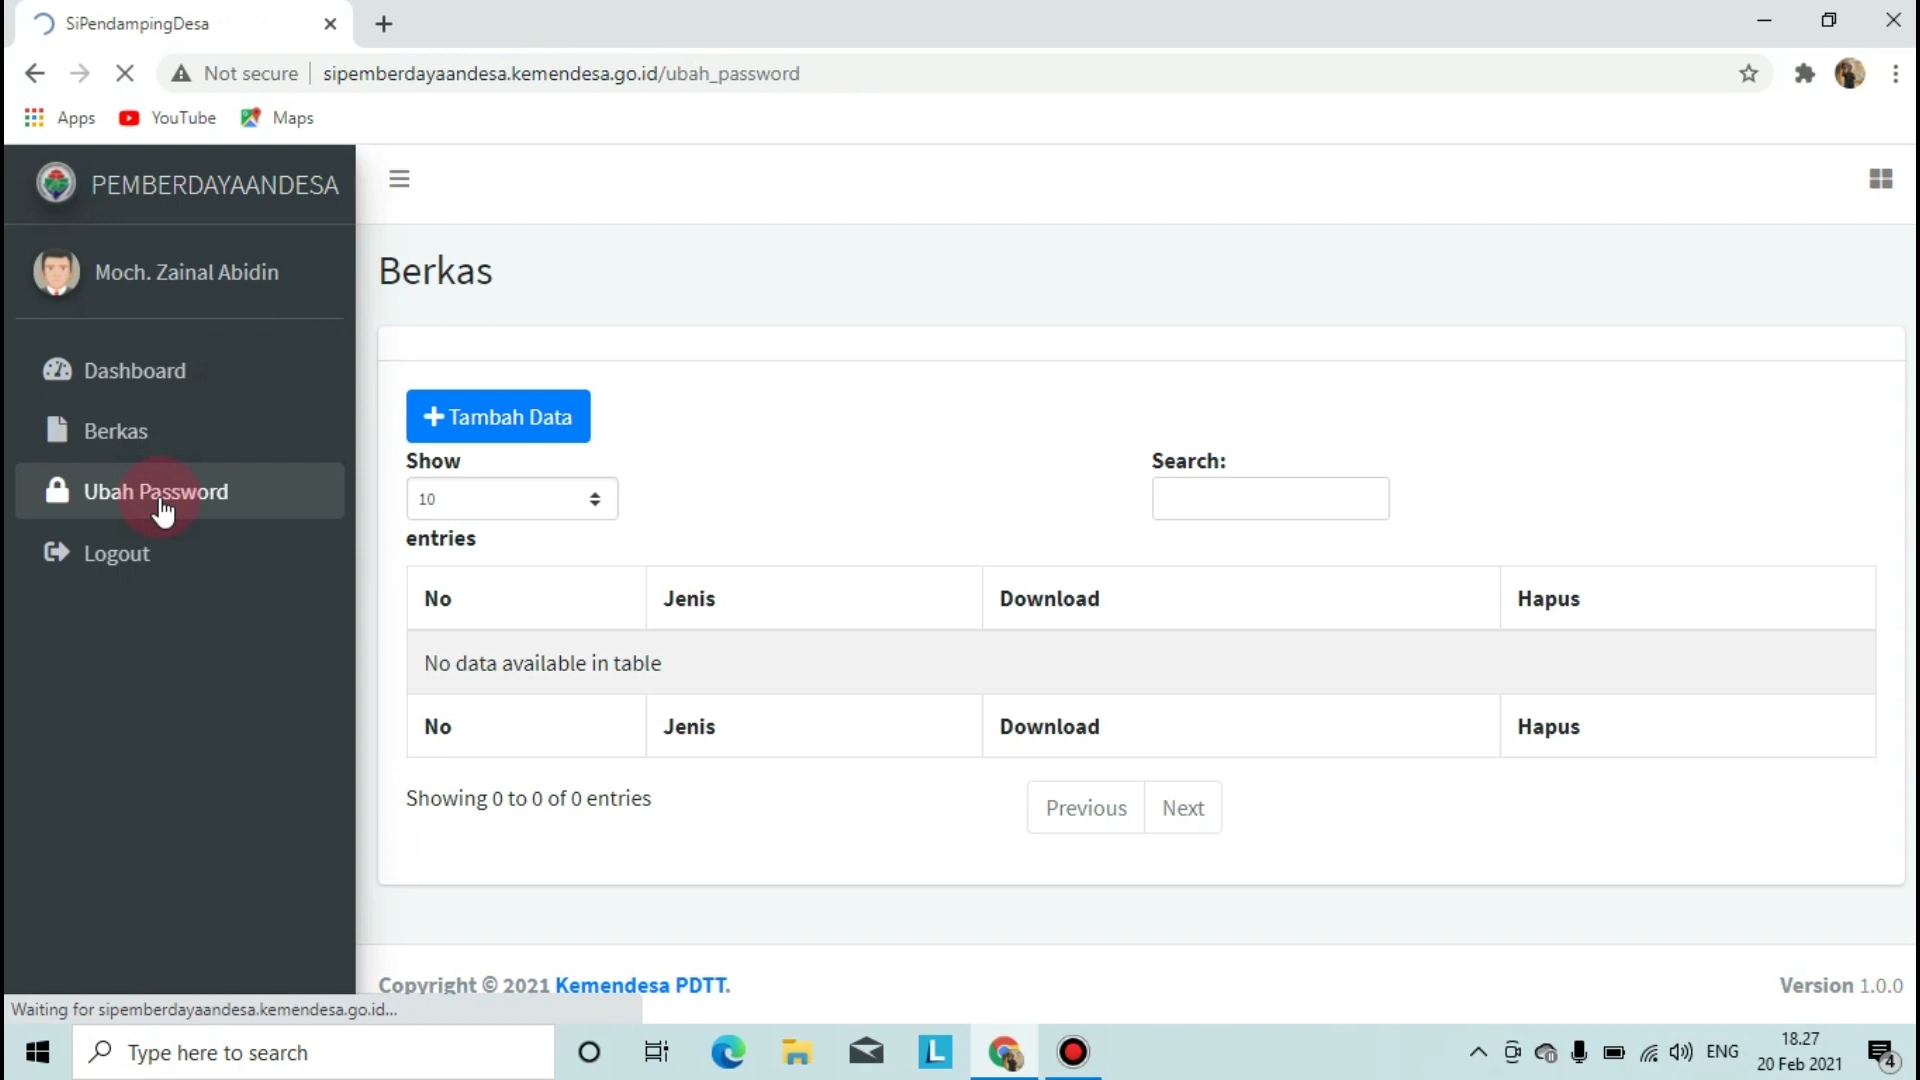 SiPendampingDesa
Not secure
sipemberdayaandesa.kemendesa.go.id/ubah_password
Apps
YouTube
Maps
PEMBERDAYAANDESA
Moch. Zainal Abidin
Dashboard
Berkas
Ubah Password
Logout
Berkas
Tambah Data
Show
10
entries
Search:
No Jenis Download Hapus
No data available in table
No Jenis Download Hapus
Showing 0 to 0 of 0 entries
Previous Next
Copyright © 2021 Kemendesa PDTT.
Version 1.0.0
Waiting for sipemberdayaandesa.kemendesa.go.id...
Type here to search
L
ENG
18.27
20 Feb 2021
4